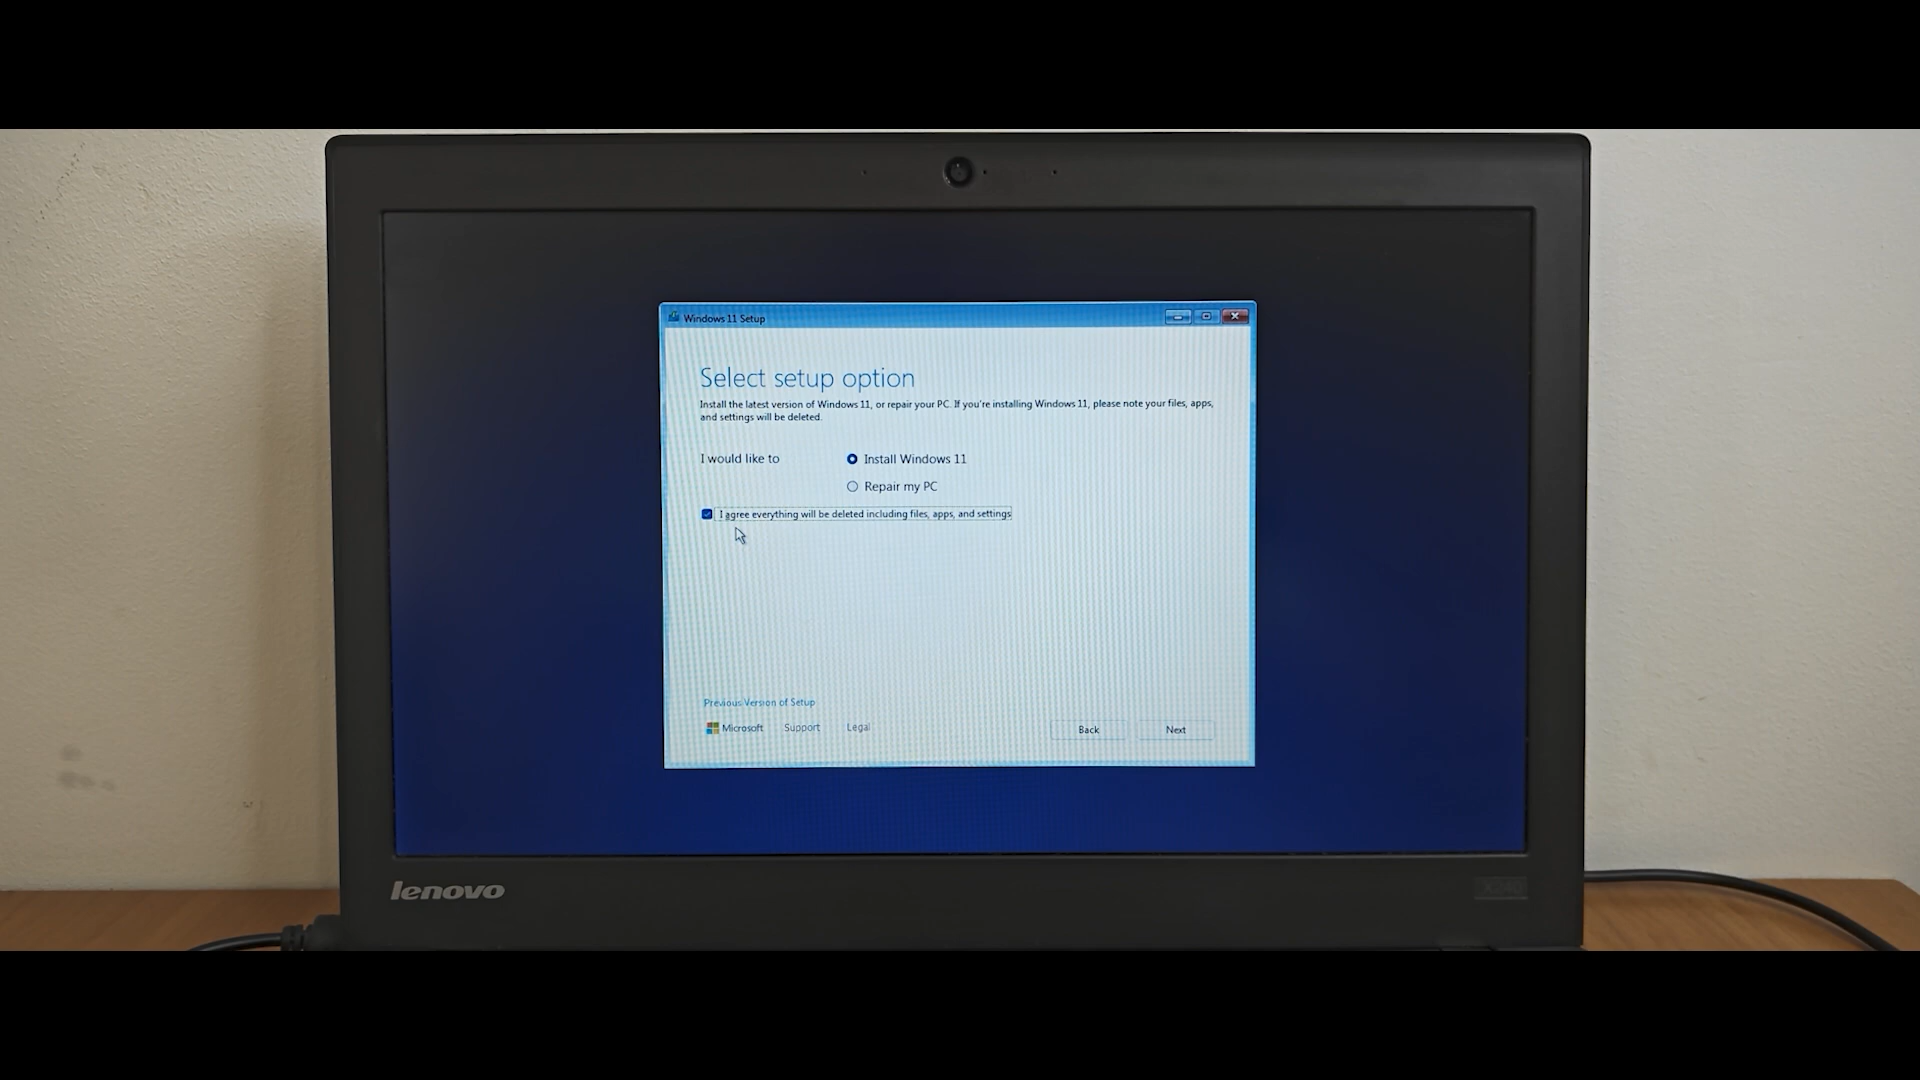 Windows 11 Setup
Select setup option
Install the latest version of Windows 11, or repair your PC. If you're installing Windows 11, please note your files, apps,
and settings will be deleted.
I would like to
Install Windows 11
Repair my PC
I agree everything will be deleted including files, apps, and settings
Previous Version of Setup
Microsoft Support Legal
Back Next
lenovo
X240